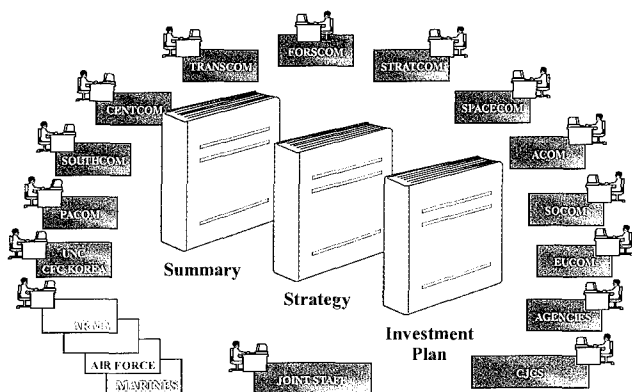 FORSCOM
TRANSCOM
STRATCOM
CENTCOM
SPACECOM
SOUTHCOM
ACOM
PACOM
SOCOM
UNC
CFC KOREA
EUCOM
Summary
Strategy
Investment
Plan
AGENCIES
ARMY
AIR FORCE
MARINES
JOINT STAFF
CJCS